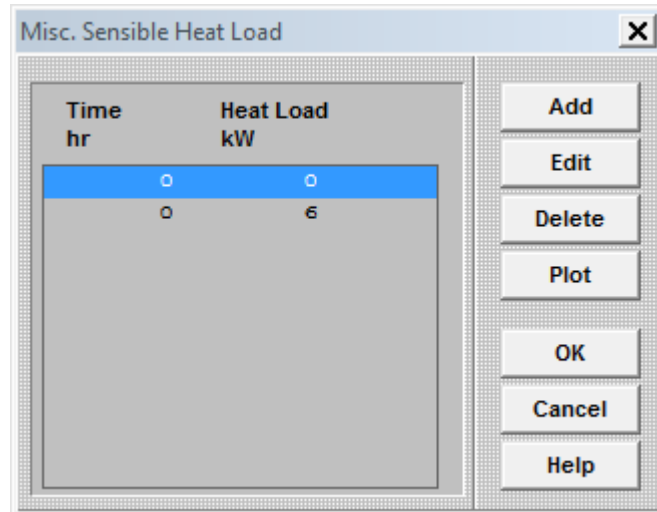 Misc. Sensible Heat Load
Time Heat Load
hr kW
0 0
0 6
Add
Edit
Delete
Plot
OK
Cancel
Help